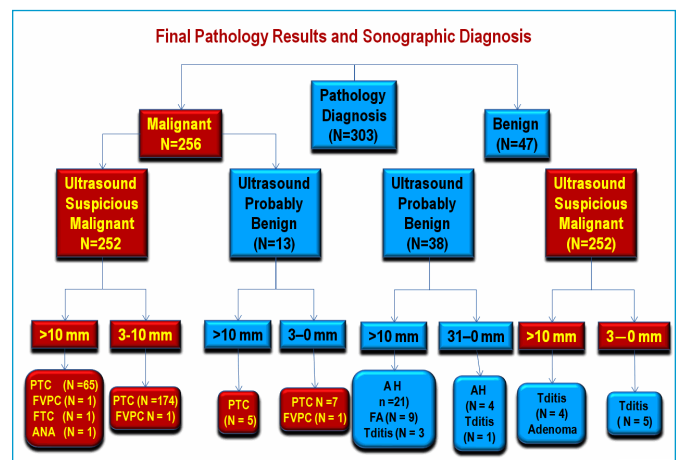 Final Pathology Results and Sonographic Diagnosis
Pathology
Diagnosis
(N=303)
Malignant
N=256
Benign
(N=47)
Ultrasound
Suspicious
Malignant
N=252
Ultrasound
Probably
Benign
(N=13)
Ultrasound
Probably
Benign
(N=38)
Ultrasound
Suspicious
Malignant
(N=252)
>10 mm
3-10 mm
>10 mm
3–0 mm
>10 mm
31–0 mm
>10 mm
3—0 mm
PTC (N =65)
FVPC (N = 1)
FTC (N = 1)
ANA (N = 1)
PTC (N =174)
FVPC N = 1)
PTC
(N = 5)
PTC N =7
FVPC (N = 1)
A H
n =21)
FA (N = 9)
Tditis (N = 3
AH
(N = 4
Tditis
(N = 1)
Tditis
(N = 4)
Adenoma
Tditis
( N = 5)